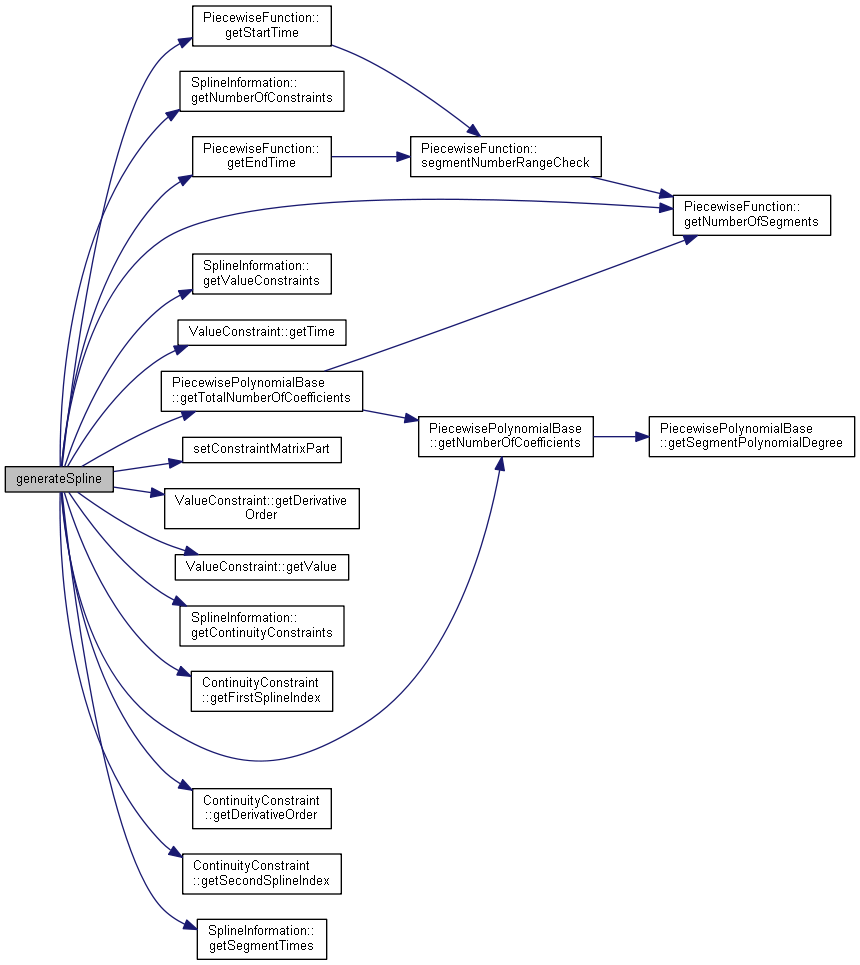 PiecewiseFunction::
getStartTime
SplineInformation::
getNumberOfConstraints
PiecewiseFunction::
getEndTime
PiecewiseFunction::
segmentNumberRangeCheck
PiecewiseFunction::
getNumberOfSegments
SplineInformation::
getValueConstraints
ValueConstraint::getTime
PiecewisePolynomialBase
::getTotalNumberOfCoefficients
PiecewisePolynomialBase
::getNumberOfCoefficients
PiecewisePolynomialBase
::getSegmentPolynomialDegree
setConstraintMatrixPart
generateSpline
ValueConstraint::getDerivative
Order
ValueConstraint::getValue
SplineInformation::
getContinuityConstraints
ContinuityConstraint
::getFirstSplineIndex
ContinuityConstraint
::getDerivativeOrder
ContinuityConstraint
::getSecondSplineIndex
SplineInformation::
getSegmentTimes